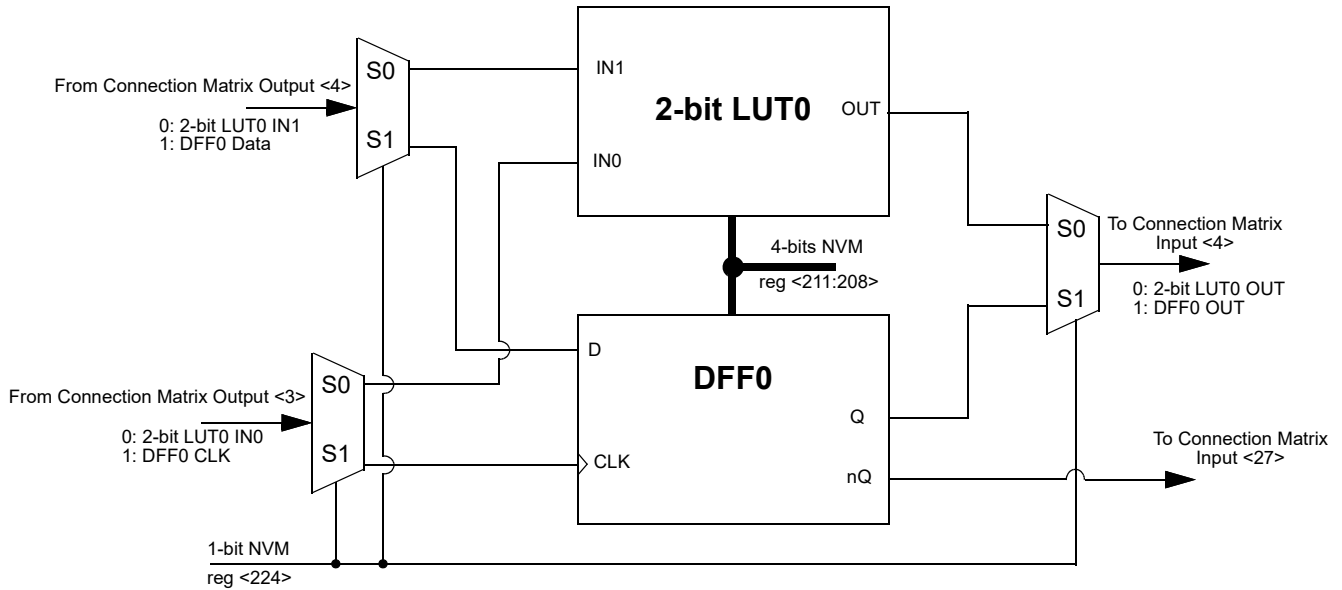 From Connection Matrix Output <4>
0: 2-bit LUT0 IN1
1: DFF0 Data
S0
S1
IN1
IN0
2-bit LUT0
OUT
4-bits NVM
reg <211:208>
S0
S1
To Connection Matrix
Input <4>
0: 2-bit LUT0 OUT
1: DFF0 OUT
From Connection Matrix Output <3>
0: 2-bit LUT0 IN0
1: DFF0 CLK
S0
S1
D
CLK
DFF0
Q
nQ
To Connection Matrix
Input <27>
1-bit NVM
reg <224>